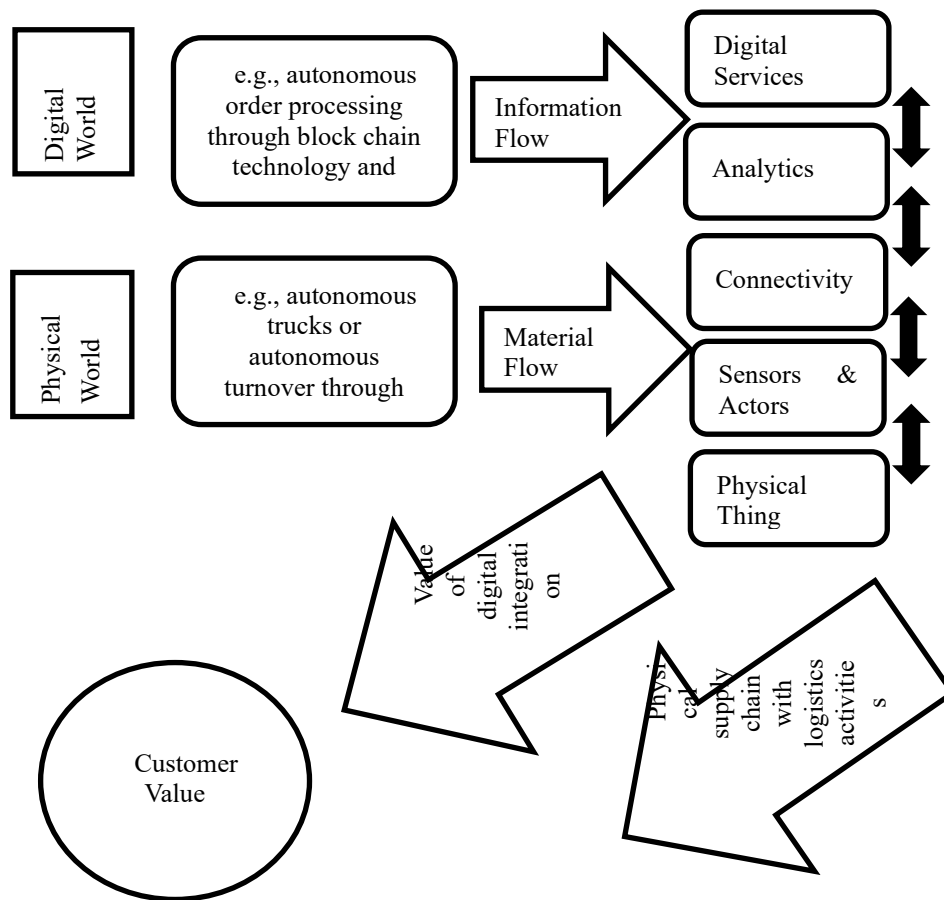 Digital
World
e.g., autonomous
order processing
through block chain
technology and
Information
Flow
Digital
Services
Analytics
Connectivity
Physical
World
e.g., autonomous
trucks or
autonomous
turnover through
Material
Flow
Sensors &
Actors
Physical
Thing
Value
of
digital
integrati
on
Physi
cal
supply
chain
with
logistics
activitie
s
Customer
Value